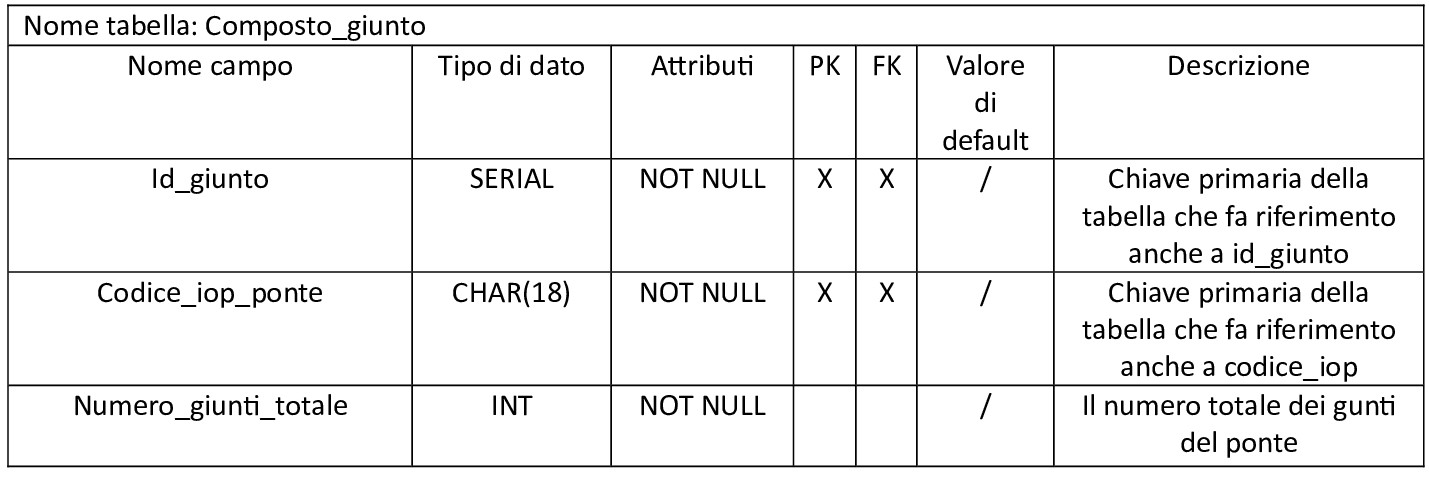 Nome tabella: Composto_giunto
Nome campo Tipo di dato Attributi PK FK Valore di default Descrizione
Id_giunto SERIAL NOT NULL X X / Chiave primaria della
tabella che fa riferimento
anche a id_giunto
Codice_iop_ponte CHAR(18) NOT NULL X X / Chiave primaria della
tabella che fa riferimento
anche a codice_iop
Numero_giunti_totale INT NOT NULL / Il numero totale dei gunti
del ponte